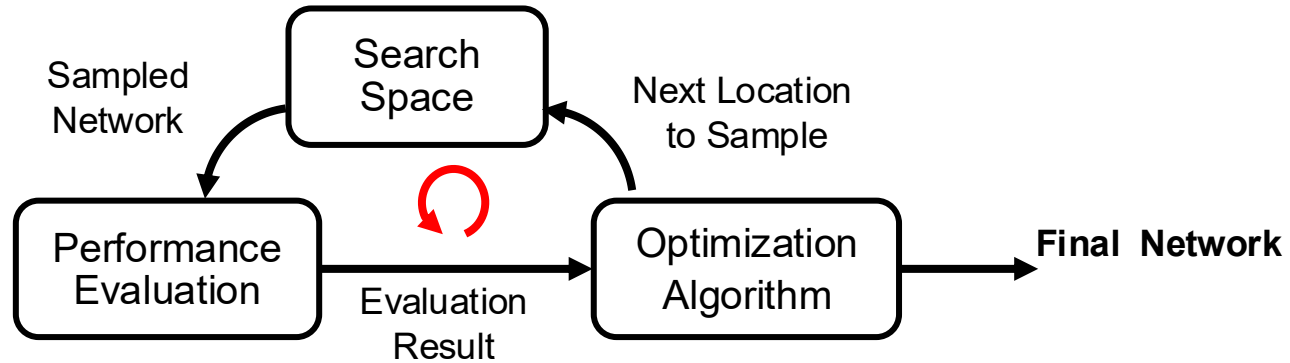 Search
Space
Sampled
Network
Next Location
to Sample
Performance
Evaluation
Evaluation
Result
Optimization
Algorithm
Final Network